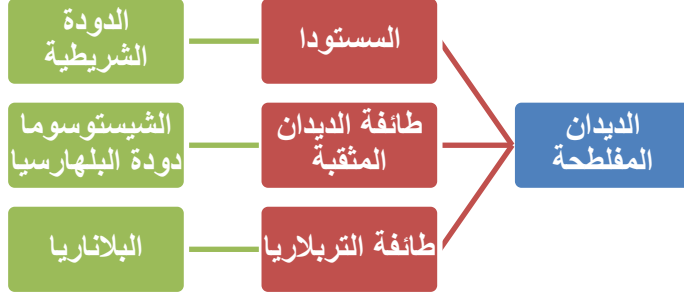 الديدان
المفلطحة
السستودا
الدودة
الشريطية
طائفة الديدان
المثقبة
الشيستوسوما
دودة البلهارسيا
طائفة التربلاريا
البلاناريا